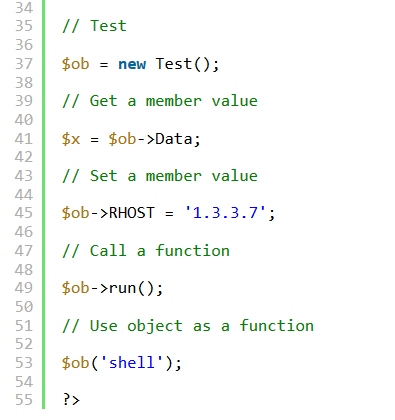 34
35 // Test
36
37 $ob = new Test();
38
39 // Get a member value
40
41 $x = $ob->Data;
42
43 // Set a member value
44
45 $ob->RHOST = '1.3.3.7';
46
47 // Call a function
48
49 $ob->run();
50
51 // Use object as a function
52
53 $ob('shell');
54
55 ?>